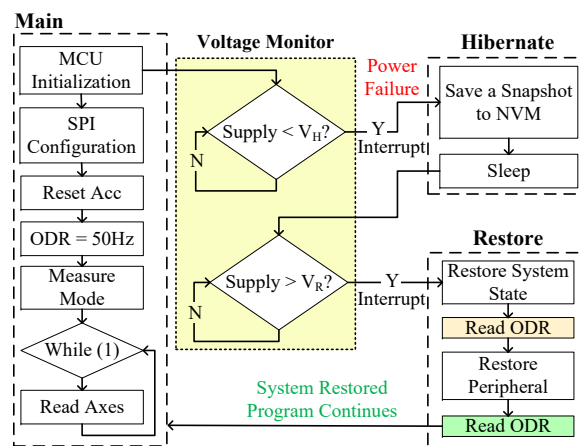 Main
MCU
Initialization
SPI
Configuration
Reset Acc
ODR = 50Hz
Measure
Mode
While (1)
Read Axes
Voltage Monitor
Supply < V_H?
N
Y
Interrupt
Power
Failure
Supply > V_R?
N
Y
Interrupt
Hibernate
Save a Snapshot
to NVM
Sleep
Restore
Restore System
State
Read ODR
Restore
Peripheral
Read ODR
System Restored
Program Continues